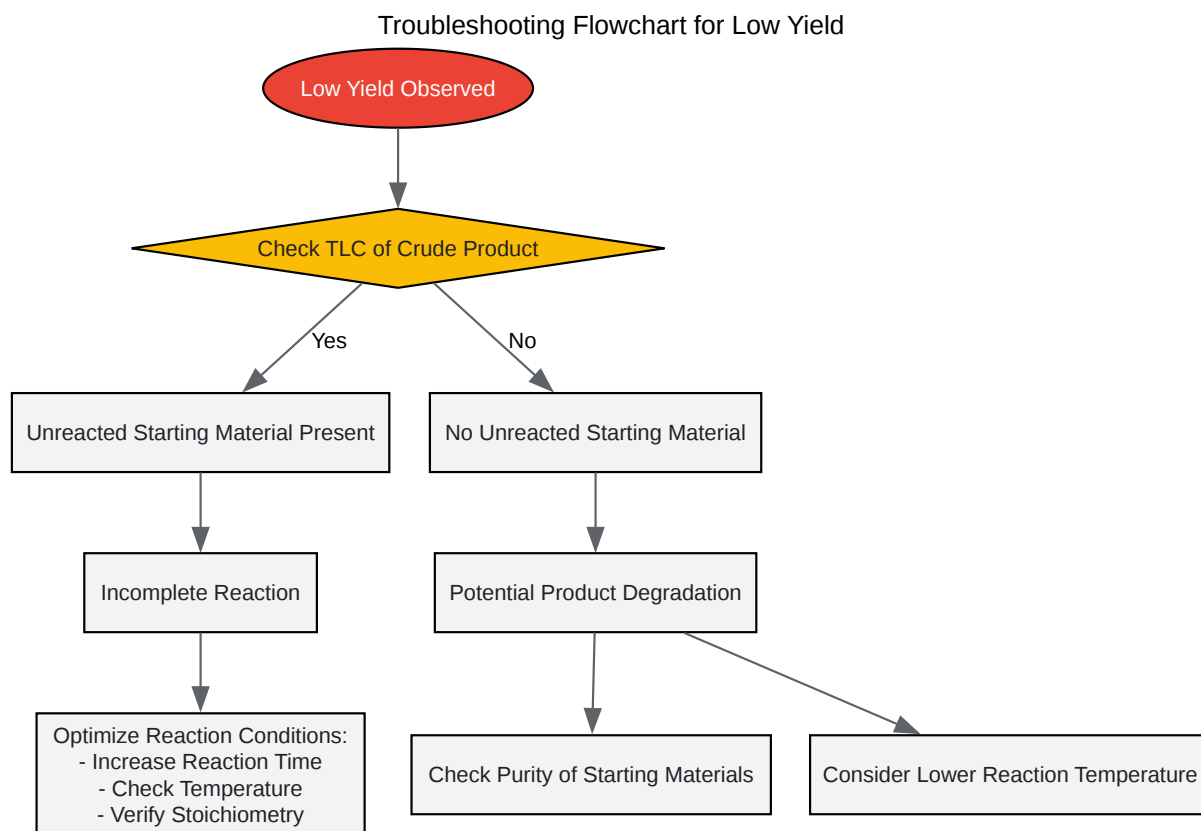 Troubleshooting Flowchart for Low Yield
Low Yield Observed
Check TLC of Crude Product
Yes
No
Unreacted Starting Material Present
No Unreacted Starting Material
Incomplete Reaction
Potential Product Degradation
Optimize Reaction Conditions:
- Increase Reaction Time
- Check Temperature
- Verify Stoichiometry
Check Purity of Starting Materials
Consider Lower Reaction Temperature